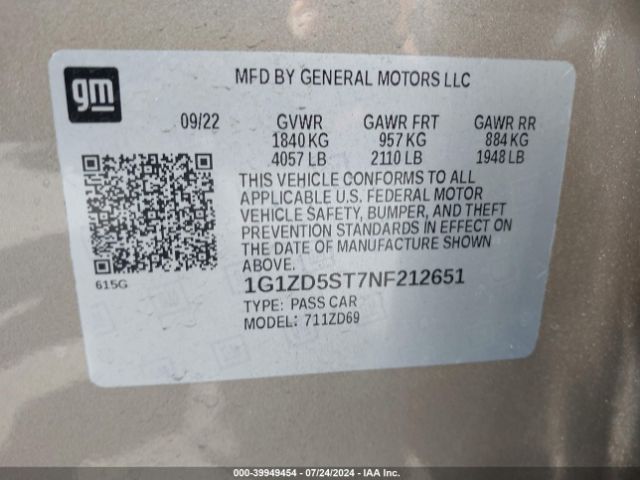 gm
MFD BY GENERAL MOTORS LLC
09/22 GVWR GAWR FRT GAWR RR
1840 KG 957 KG 884 KG
4057 LB 2110 LB 1948 LB
THIS VEHICLE CONFORMS TO ALL
APPLICABLE U.S. FEDERAL MOTOR
VEHICLE SAFETY, BUMPER, AND THEFT
PREVENTION STANDARDS IN EFFECT ON
THE DATE OF MANUFACTURE SHOWN
ABOVE.
615G
1G1ZD5ST7NF212651
TYPE: PASS CAR
MODEL: 711ZD69
000-39949454 / 07/24/2024 - IAA Inc.